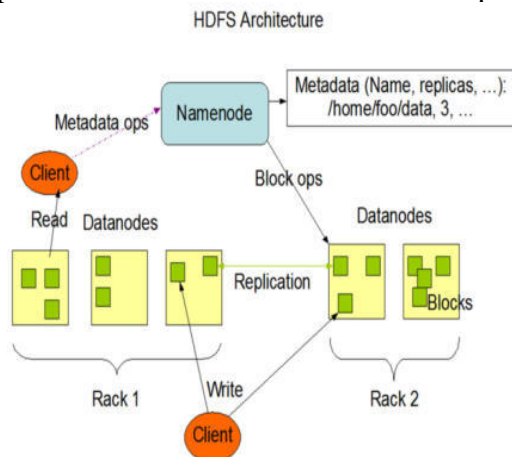 HDFS Architecture
Metadata (Name, replicas, ...):
/home/foo/data, 3, ...
Namenode
Metadata ops
Client
Block ops
Read
Datanodes
Datanodes
Replication
Blocks
Write
Rack 1
Rack 2
Client